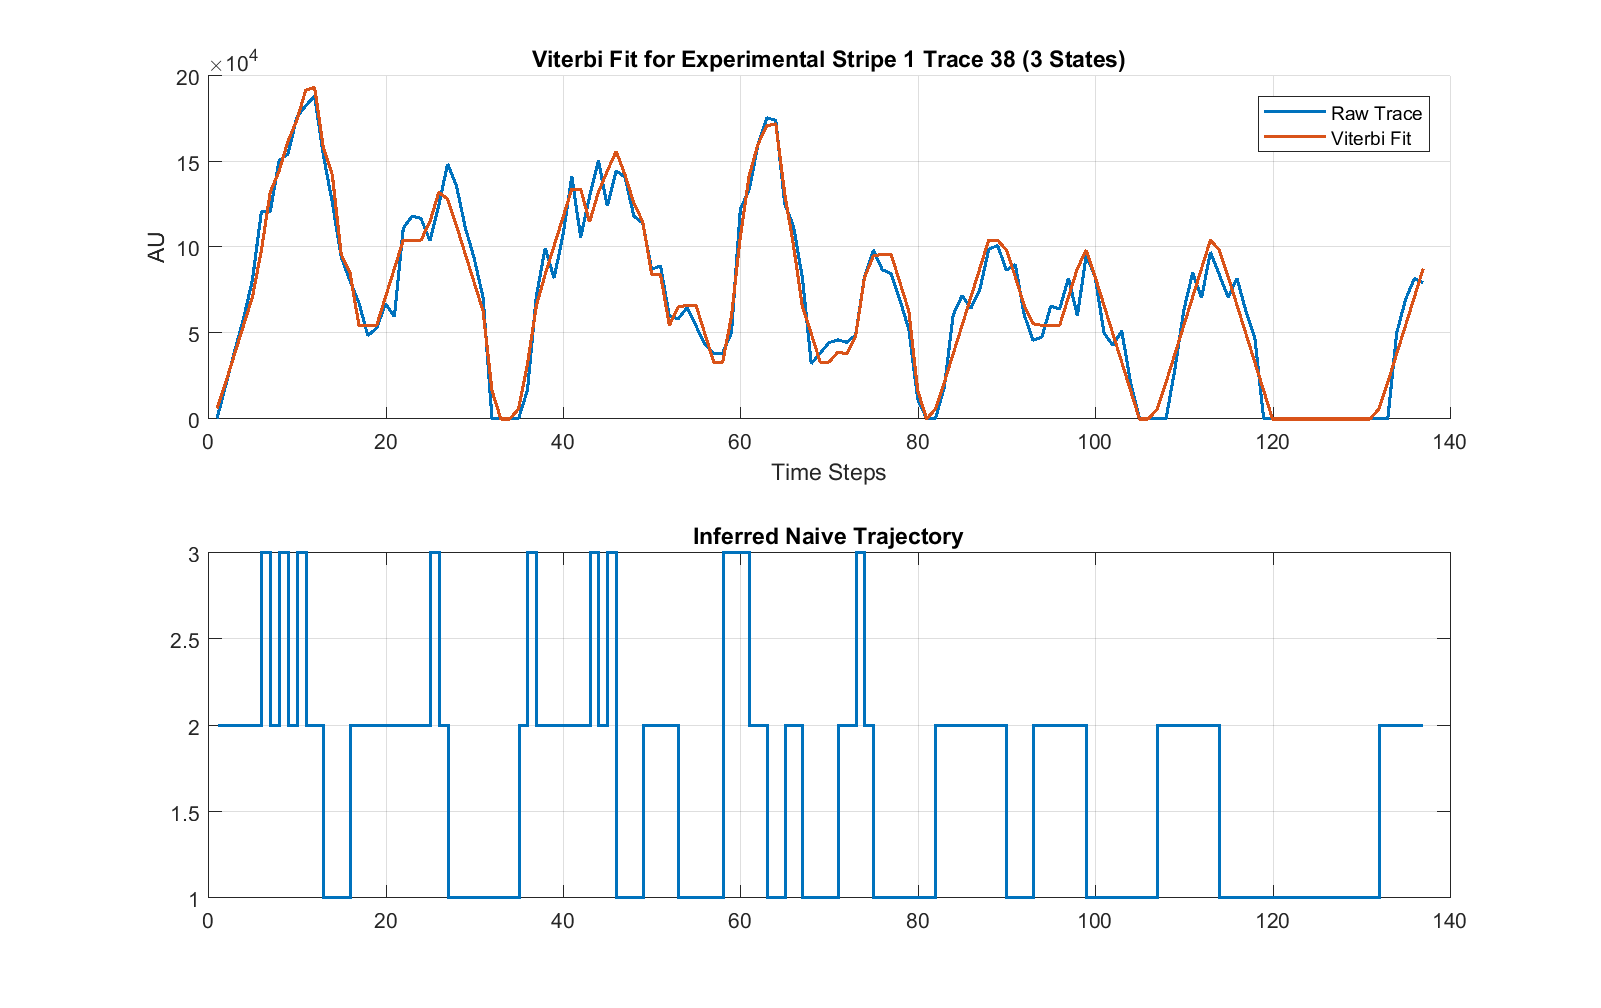 Viterbi Fit for Experimental Stripe 1 Trace 38 (3 States)
×10⁴
20
15
10
5
0
AU
Raw Trace
Viterbi Fit
0 20 40 60 80 100 120 140
Time Steps
Inferred Naive Trajectory
3
2.5
2
1.5
1
0 20 40 60 80 100 120 140